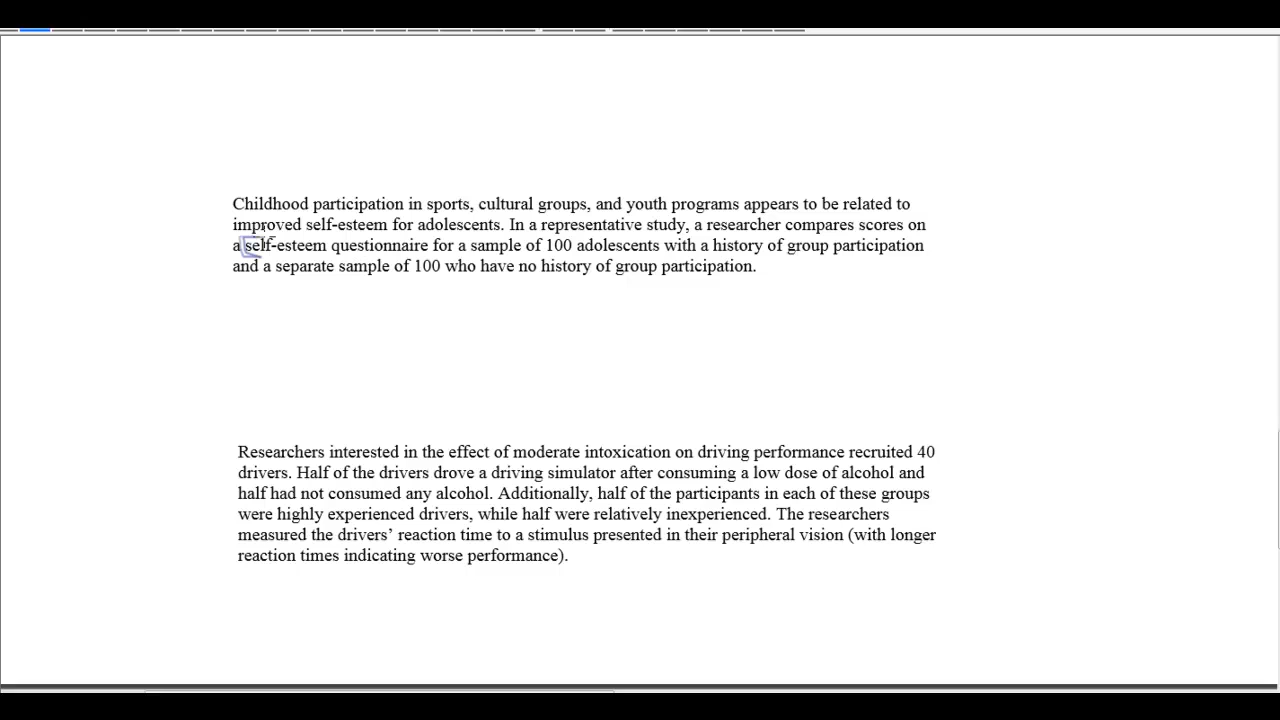 Childhood participation in sports, cultural groups, and youth programs appears to be related to
improved self-esteem for adolescents. In a representative study, a researcher compares scores on
a self-esteem questionnaire for a sample of 100 adolescents with a history of group participation
and a separate sample of 100 who have no history of group participation.
Researchers interested in the effect of moderate intoxication on driving performance recruited 40
drivers. Half of the drivers drove a driving simulator after consuming a low dose of alcohol and
half had not consumed any alcohol. Additionally, half of the participants in each of these groups
were highly experienced drivers, while half were relatively inexperienced. The researchers
measured the drivers’ reaction time to a stimulus presented in their peripheral vision (with longer
reaction times indicating worse performance).